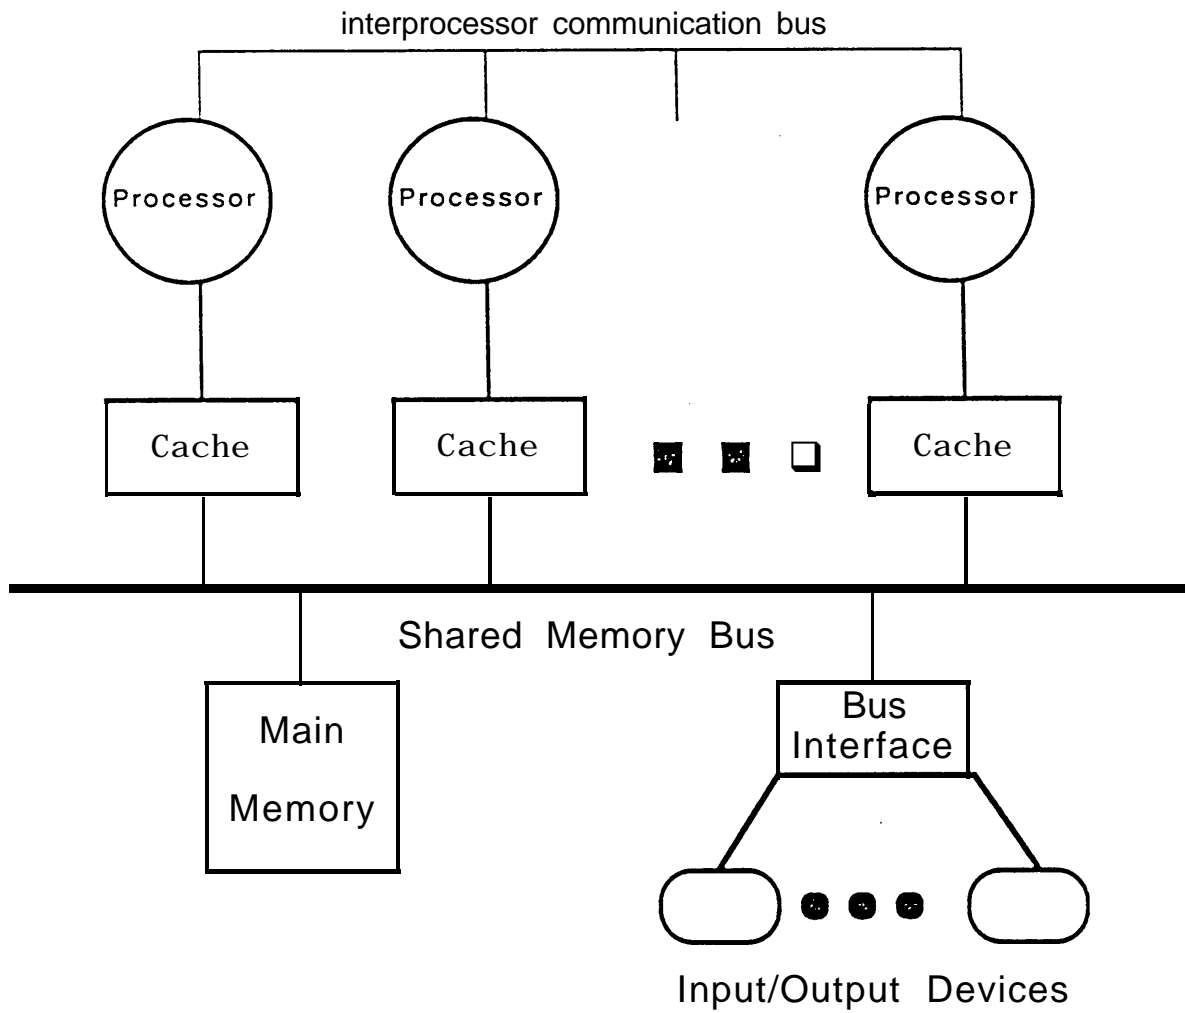 interprocessor communication bus
Processor
Processor
Processor
Cache
Cache
Cache
Shared Memory Bus
Main
Memory
Bus
Interface
Input/Output Devices